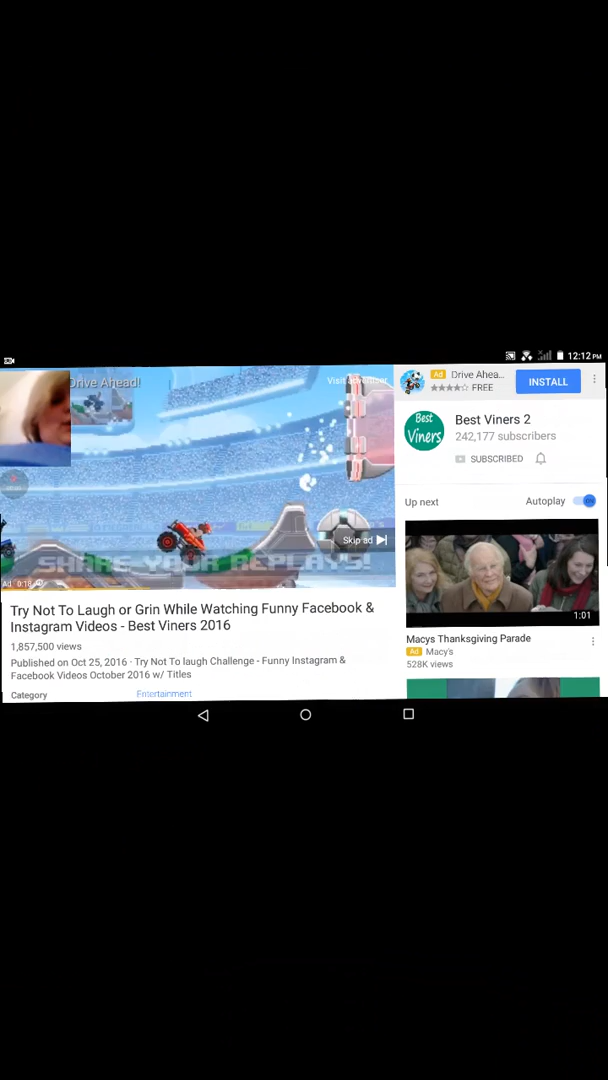 12:12 PM
Drive Ahead!
Visit advertiser
Skip ad
SHARE YOUR REPLAYS!
Ad · 0:18
Ad Drive Ahea...
FREE
INSTALL
Best Viners
Best Viners 2
242,177 subscribers
SUBSCRIBED
Up next
Autoplay
ON
1:01
Macys Thanksgiving Parade
Ad Macy's
528K views
Try Not To Laugh or Grin While Watching Funny Facebook &
Instagram Videos - Best Viners 2016
1,857,500 views
Published on Oct 25, 2016 · Try Not To laugh Challenge - Funny Instagram &
Facebook Videos October 2016 w/ Titles
Category
Entertainment